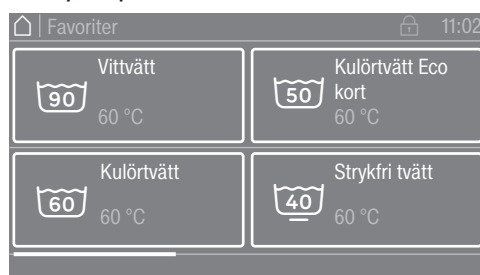 Favoriter 11:02
Vittvätt
90
60 °C
Kulörtvätt Eco
kort
50
60 °C
Kulörtvätt
60
60 °C
Strykfri tvätt
40
60 °C